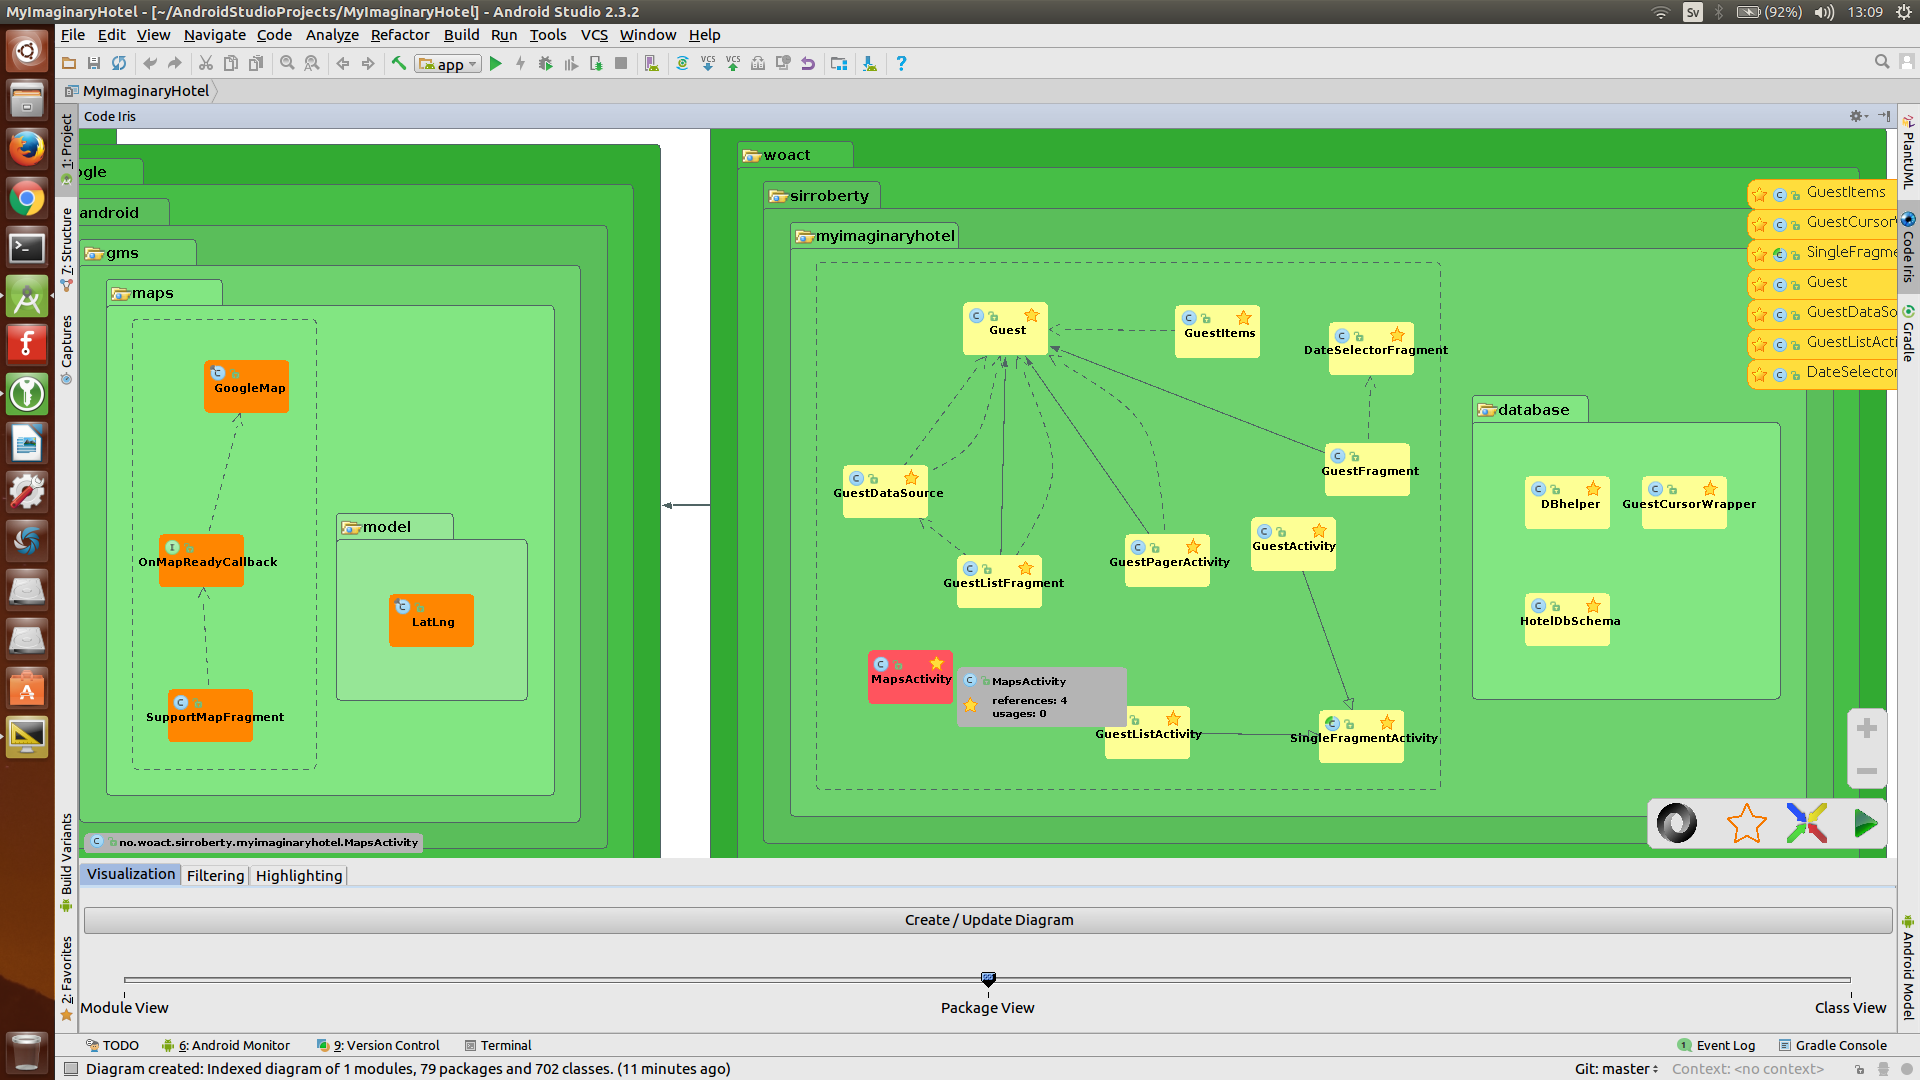 MyImaginaryHotel - [~/AndroidStudioProjects/MyImaginaryHotel] - Android Studio 2.3.2
Sv (92%) 13:09
File Edit View Navigate Code Analyze Refactor Build Run Tools VCS Window Help
app VCS VCS ?
MyImaginaryHotel
Code Iris
1: Project
7: Structure
Captures
Build Variants
2: Favorites
ogle
android
gms
maps
GoogleMap
OnMapReadyCallback
SupportMapFragment
model
LatLng
no.woact.sirroberty.myimaginaryhotel.MapsActivity
woact
sirroberty
myimaginaryhotel
Guest
GuestItems
DateSelectorFragment
GuestFragment
GuestDataSource
GuestActivity
GuestPagerActivity
GuestListFragment
MapsActivity
MapsActivity
references: 4
usages: 0
GuestListActivity
SingleFragmentActivity
database
DBhelper
GuestCursorWrapper
HotelDbSchema
GuestItems
GuestCursorW
SingleFragme
Guest
GuestDataSo
GuestListActi
DateSelector
PlantUML
Code Iris
Gradle
Android Model
Visualization Filtering Highlighting
Create / Update Diagram
Module View Package View Class View
TODO 6: Android Monitor 9: Version Control Terminal 1 Event Log Gradle Console
Diagram created: Indexed diagram of 1 modules, 79 packages and 702 classes. (11 minutes ago) Git: master Context: <no context>